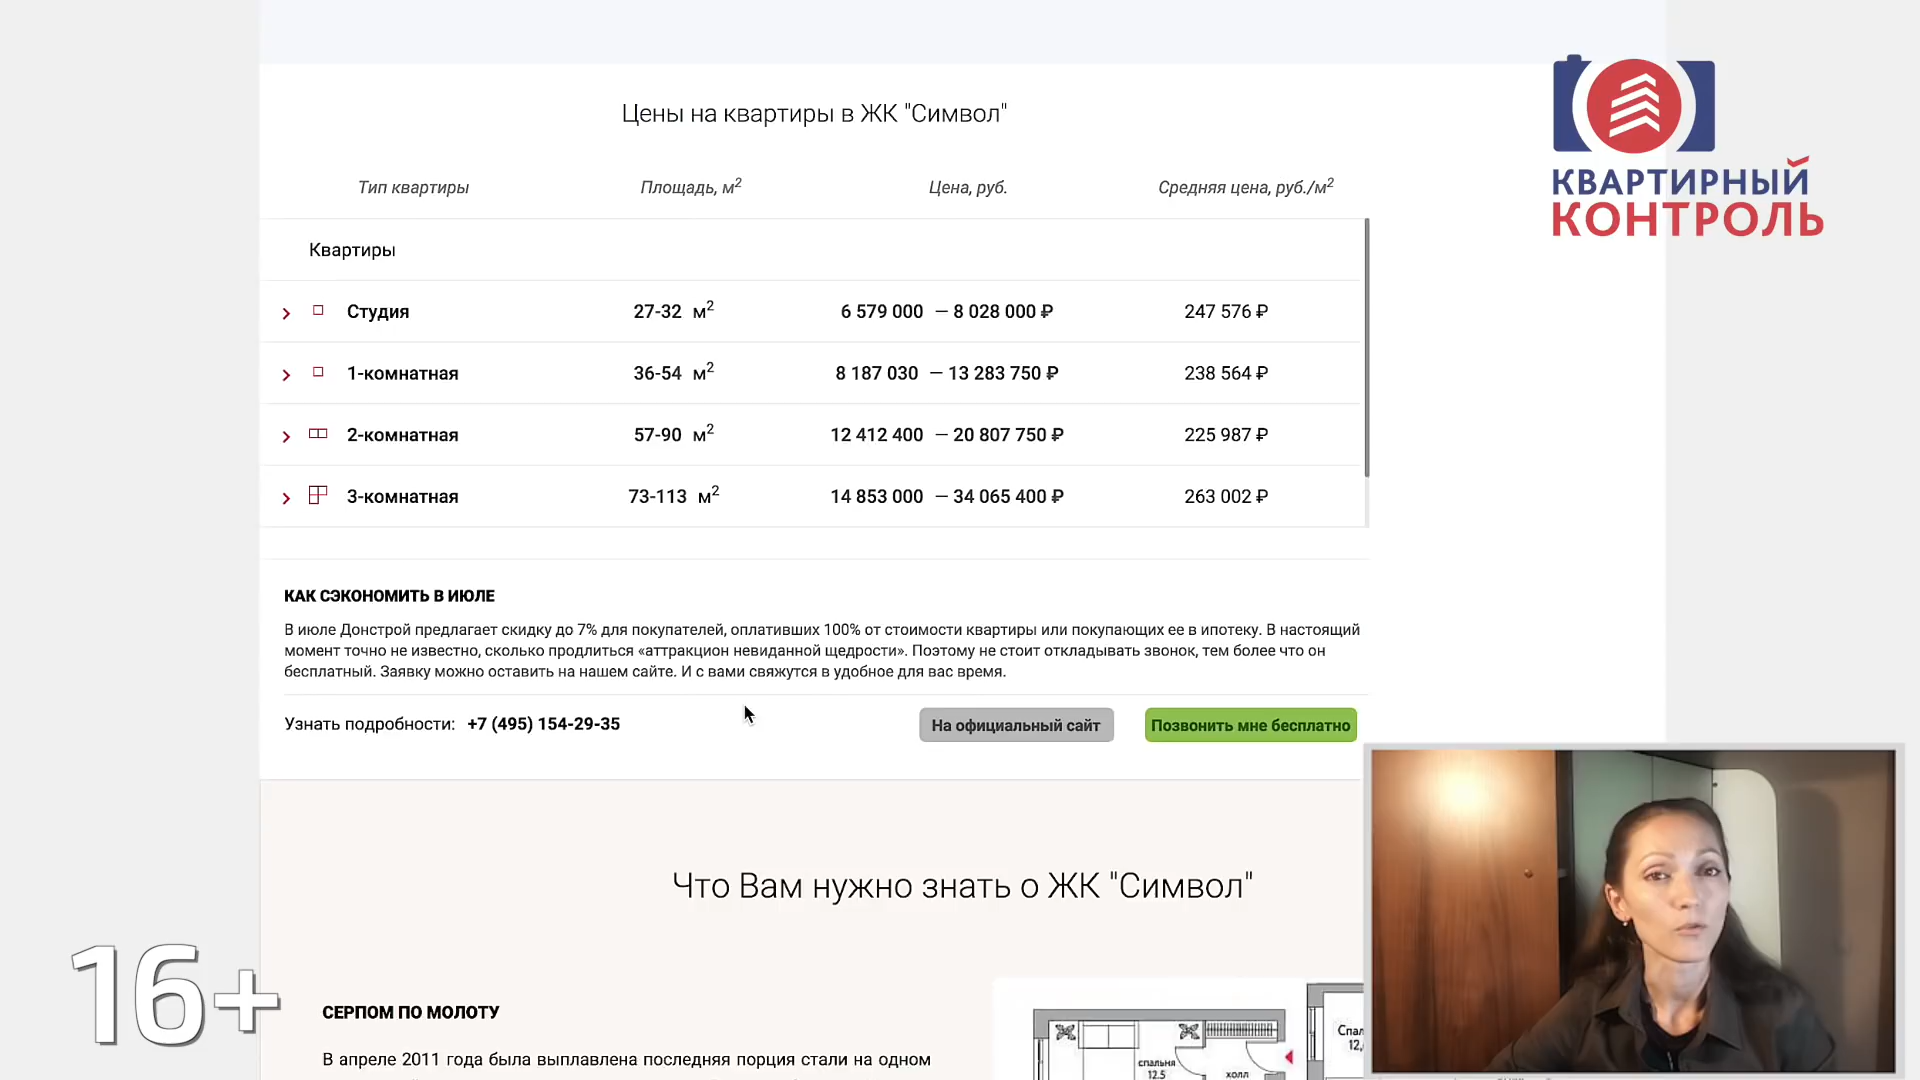 Цены на квартиры в ЖК "Символ"
КВАРТИРНЫЙ
КОНТРОЛЬ
Тип квартиры Площадь, м² Цена, руб. Средняя цена, руб./м²
Квартиры
Студия 27-32 м² 6 579 000 — 8 028 000 ₽ 247 576 ₽
1-комнатная 36-54 м² 8 187 030 — 13 283 750 ₽ 238 564 ₽
2-комнатная 57-90 м² 12 412 400 — 20 807 750 ₽ 225 987 ₽
3-комнатная 73-113 м² 14 853 000 — 34 065 400 ₽ 263 002 ₽
КАК СЭКОНОМИТЬ В ИЮЛЕ
В июле Донстрой предлагает скидку до 7% для покупателей, оплативших 100% от стоимости квартиры или покупающих ее в ипотеку. В настоящий
момент точно не известно, сколько продлиться «аттракцион невиданной щедрости». Поэтому не стоит откладывать звонок, тем более что он
бесплатный. Заявку можно оставить на нашем сайте. И с вами свяжутся в удобное для вас время.
Узнать подробности: +7 (495) 154-29-35 На официальный сайт Позвонить мне бесплатно
Что Вам нужно знать о ЖК "Символ"
16+
СЕРПОМ ПО МОЛОТУ
В апреле 2011 года была выплавлена последняя порция стали на одном
спальня
12.5
холл